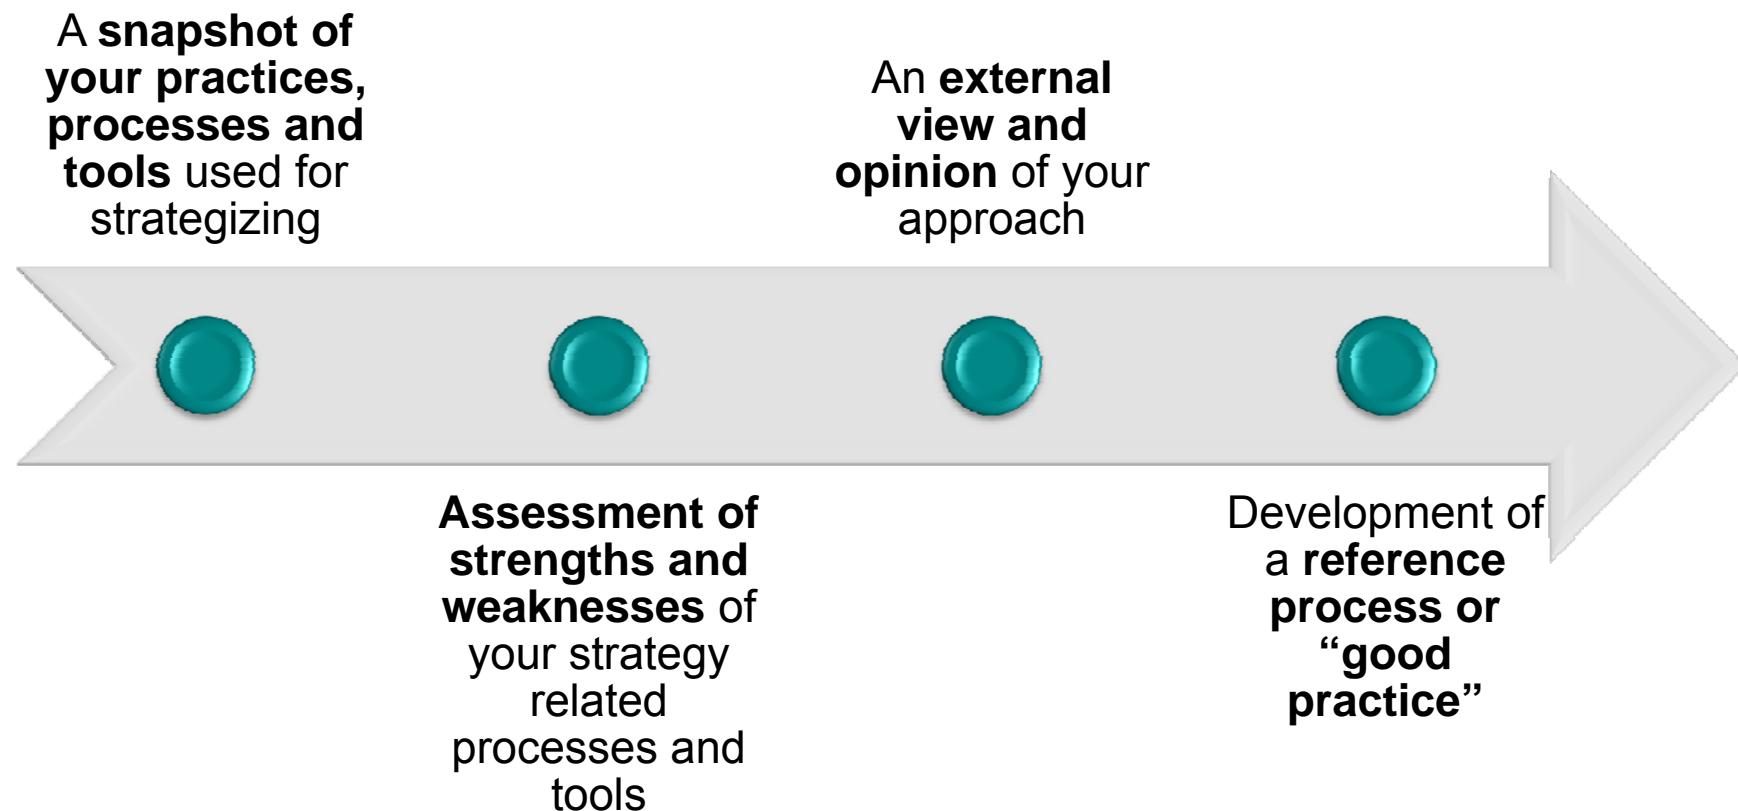 A snapshot of
your practices,
processes and
tools used for
strategizing
Assessment of
strengths and
weaknesses of
your strategy
related
processes and
tools
An external
view and
opinion of your
approach
Development of
a reference
process or
“good
practice”